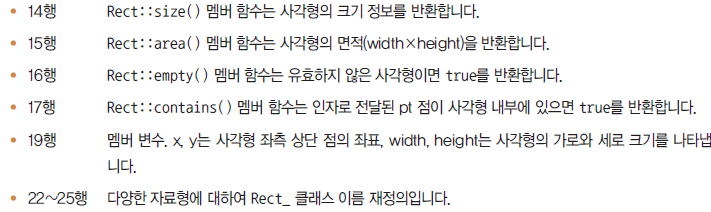 • 14행 Rect::size() 멤버 함수는 사각형의 크기 정보를 반환합니다.
• 15행 Rect::area() 멤버 함수는 사각형의 면적(width×height)을 반환합니다.
• 16행 Rect::empty() 멤버 함수는 유효하지 않은 사각형이면 true를 반환합니다.
• 17행 Rect::contains() 멤버 함수는 인자로 전달된 pt 점이 사각형 내부에 있으면 true를 반환합니다.
• 19행 멤버 변수. x, y는 사각형 좌측 상단 점의 좌표, width, height는 사각형의 가로와 세로 크기를 나타냅
니다.
• 22~25행 다양한 자료형에 대하여 Rect_ 클래스 이름 재정의입니다.